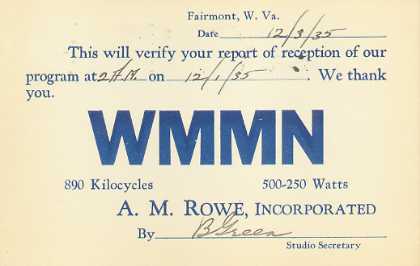 Fairmont, W. Va.
Date 12/3/35
This will verify your report of reception of our
program at 2 A.M. on 12/1/35. We thank
you.
WMMN
890 Kilocycles 500-250 Watts
A. M. ROWE, INCORPORATED
By B Green
Studio Secretary